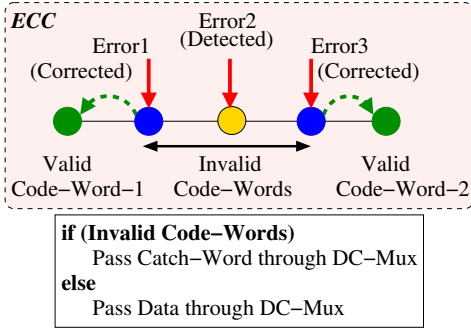 ECC
Error1
(Corrected)
Error2
(Detected)
Error3
(Corrected)
Valid
Code-Word-1
Invalid
Code-Words
Valid
Code-Word-2
if (Invalid Code-Words)
Pass Catch-Word through DC-Mux
else
Pass Data through DC-Mux